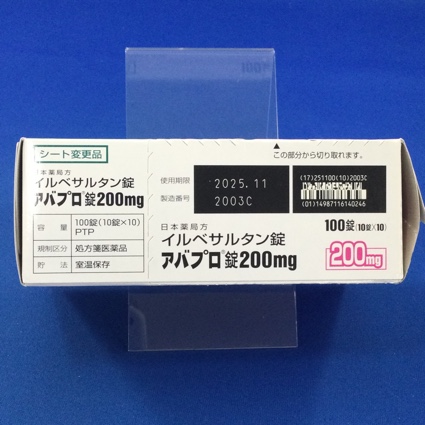 シート変更品
日本薬局方
イルベサルタン錠
アバプロ錠200mg
容 量 100錠(10錠×10) PTP
規制区分 処方箋医薬品
貯 法 室温保存
この部分から切り取れます。
使用期限 2025.11
製造番号 2003C
(17)251100(10)2003C
(01)14987116140246
日本薬局方
イルベサルタン錠
アバプロ®錠200mg
100錠(10錠×10)
200mg